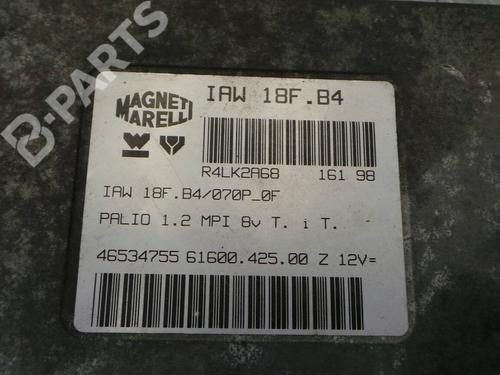 B-PARTS
MAGNETI MARELLI
IAW 18F.B4
R4LK2A68 161 98
IAW 18F.B4/070P_0F
PALIO 1.2 MPI 8v T. i T.
46534755 61600.425.00 Z 12V=